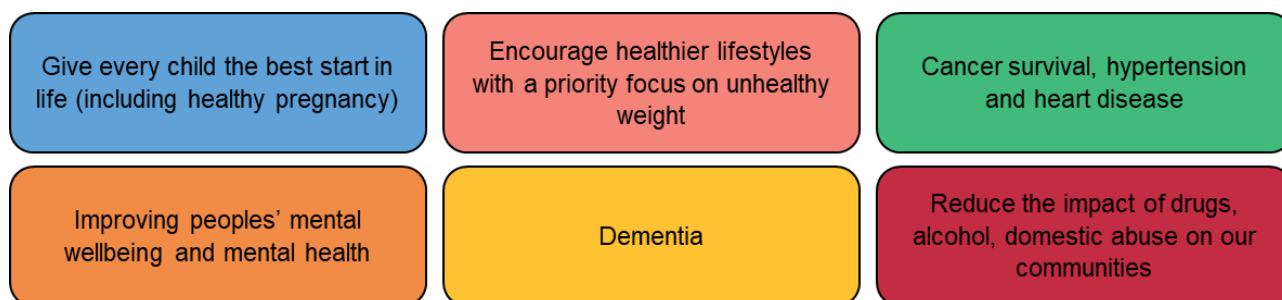 Give every child the best start in
life (including healthy pregnancy)
Encourage healthier lifestyles
with a priority focus on unhealthy
weight
Cancer survival, hypertension
and heart disease
Improving peoples’ mental
wellbeing and mental health
Dementia
Reduce the impact of drugs,
alcohol, domestic abuse on our
communities